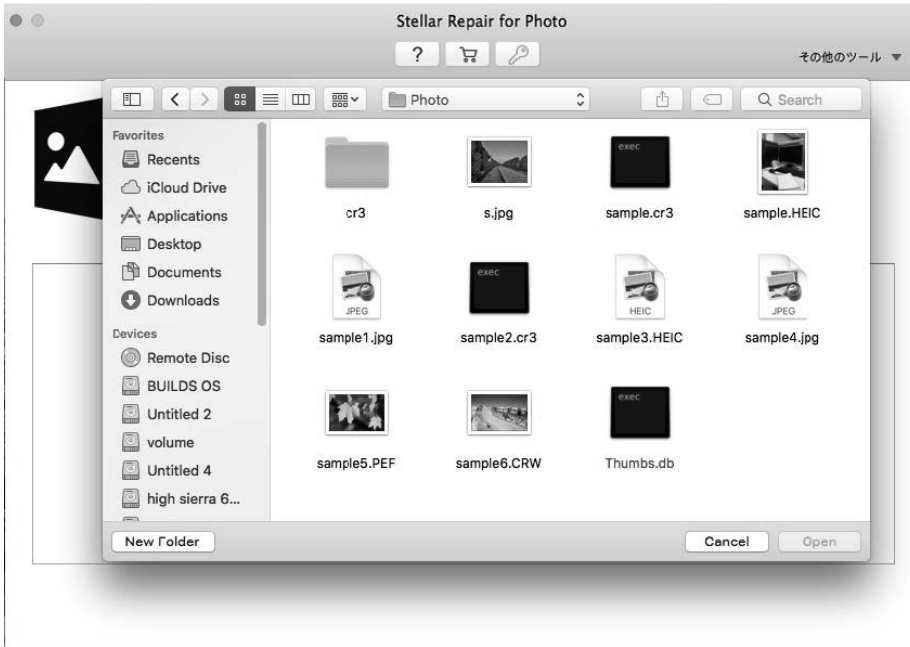 Stellar Repair for Photo
?
その他のツール
Photo
Search
Favorites
Recents
iCloud Drive
Applications
Desktop
Documents
Downloads
Devices
Remote Disc
BUILDS OS
Untitled 2
volume
Untitled 4
high sierra 6...
exec
cr3
s.jpg
sample.cr3
sample.HEIC
JPEG
exec
HEIC
JPEG
sample1.jpg
sample2.cr3
sample3.HEIC
sample4.jpg
exec
sample5.PEF
sample6.CRW
Thumbs.db
New Folder
Cancel
Open